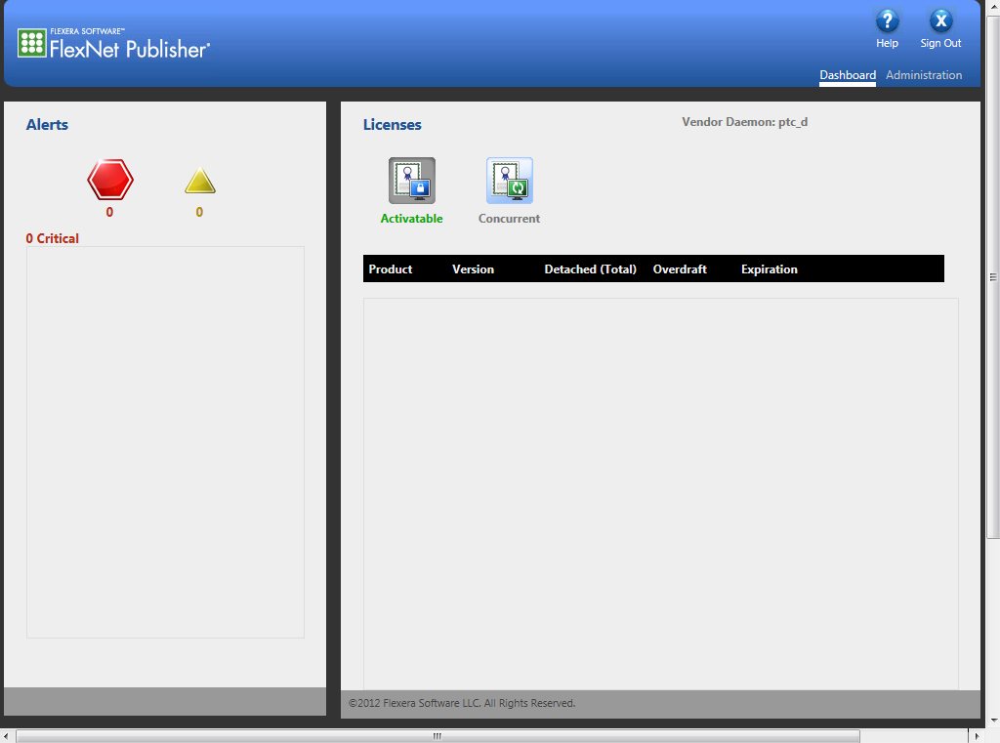 FLEXERA SOFTWARE™
FlexNet Publisher®
Help
Sign Out
Dashboard
Administration
Alerts
0
0
0 Critical
Licenses
Vendor Daemon: ptc_d
Activatable
Concurrent
Product Version Detached (Total) Overdraft Expiration
©2012 Flexera Software LLC. All Rights Reserved.